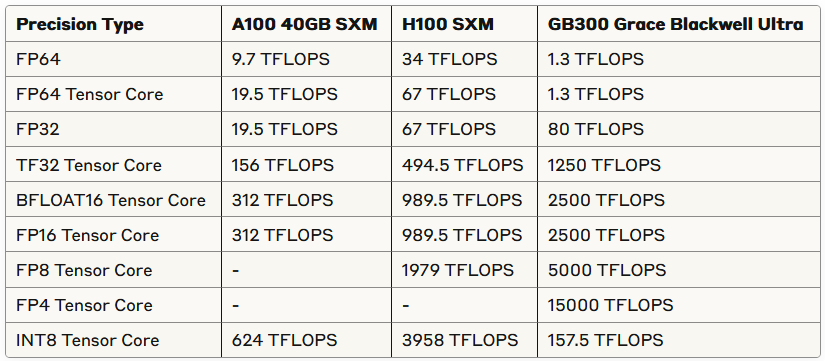 Precision Type A100 40GB SXM H100 SXM GB300 Grace Blackwell Ultra
FP64 9.7 TFLOPS 34 TFLOPS 1.3 TFLOPS
FP64 Tensor Core 19.5 TFLOPS 67 TFLOPS 1.3 TFLOPS
FP32 19.5 TFLOPS 67 TFLOPS 80 TFLOPS
TF32 Tensor Core 156 TFLOPS 494.5 TFLOPS 1250 TFLOPS
BFLOAT16 Tensor Core 312 TFLOPS 989.5 TFLOPS 2500 TFLOPS
FP16 Tensor Core 312 TFLOPS 989.5 TFLOPS 2500 TFLOPS
FP8 Tensor Core - 1979 TFLOPS 5000 TFLOPS
FP4 Tensor Core - - 15000 TFLOPS
INT8 Tensor Core 624 TFLOPS 3958 TFLOPS 157.5 TFLOPS